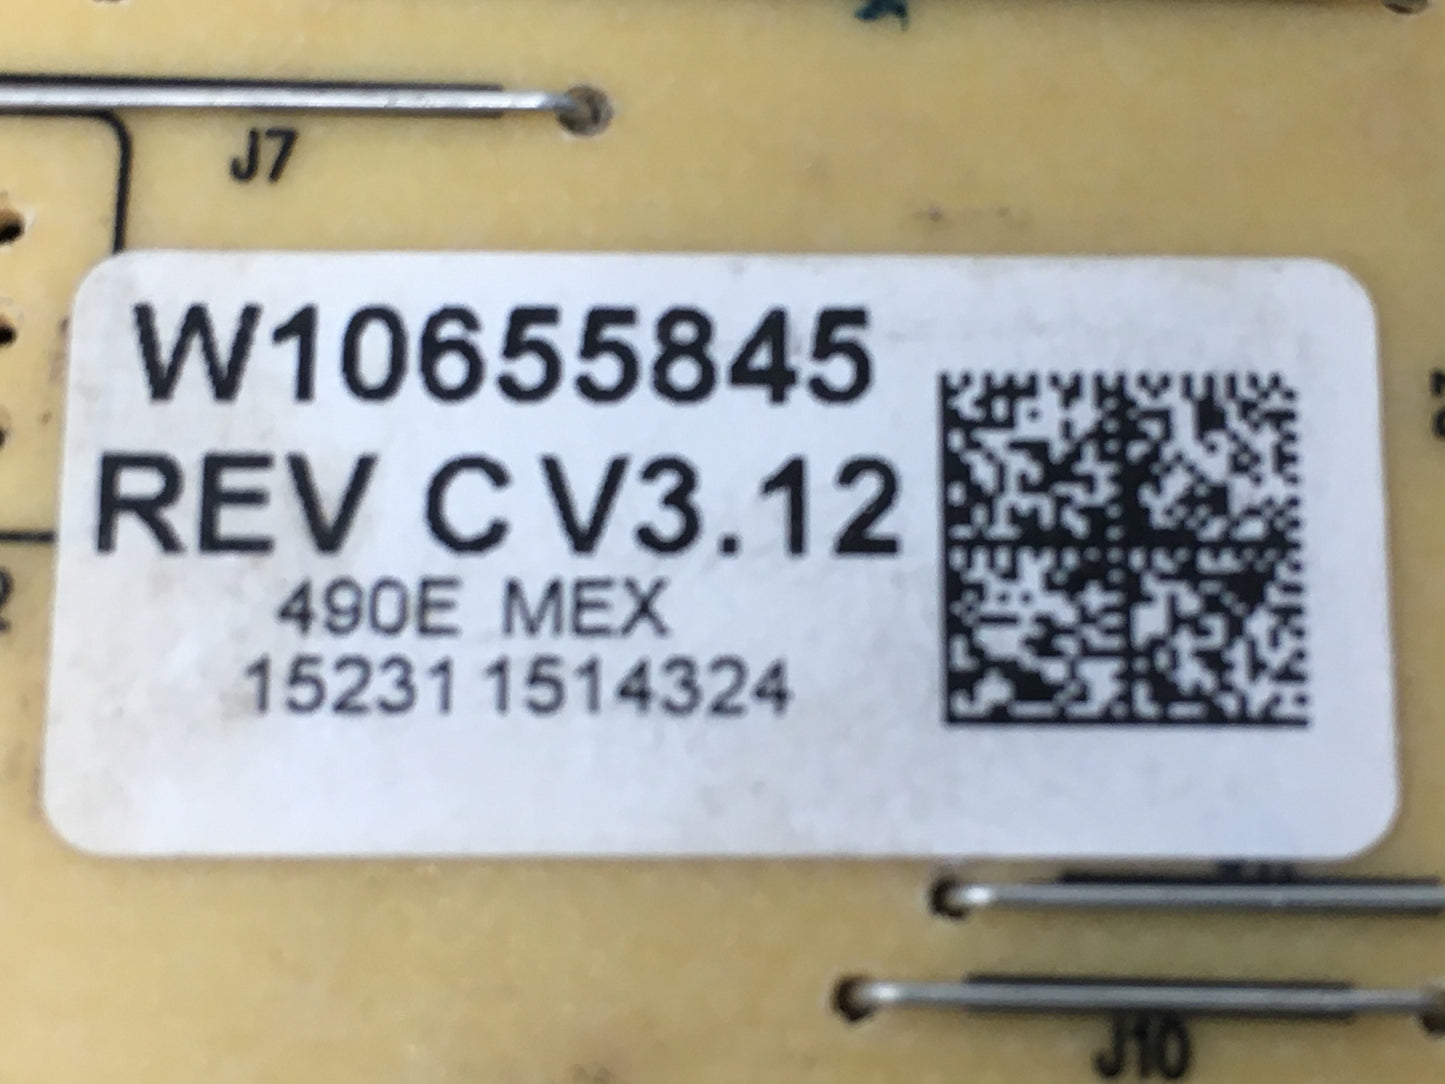 J7
W10655845
REV C V3.12
490E MEX
15231 1514324
J10